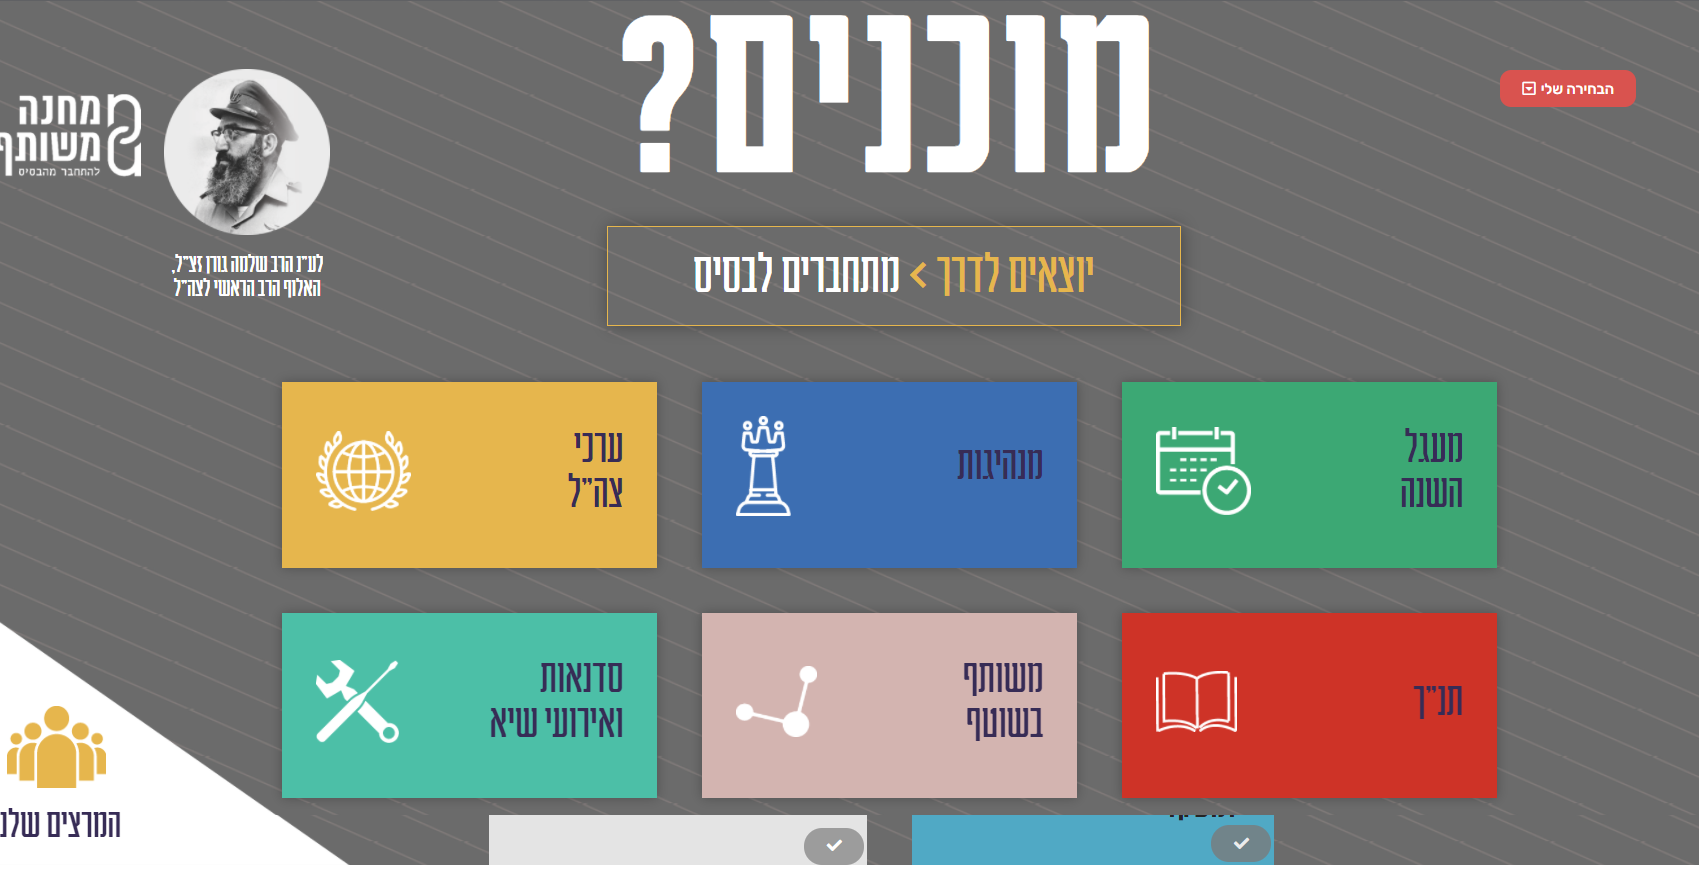 מוכנים?
הבחירה שלי
מחנה
משותף
להתחבר מהבסיס
לע"נ הרב שלמה גורן זצ"ל,
האלוף הרב הראשי לצה"ל
יוצאים לדרך > מתחברים לבסיס
מעגל
השנה
מנהיגות
ערכי
צה"ל
תנ"ך
משותף
בשוטף
סדנאות
ואירועי שיא
המרצים